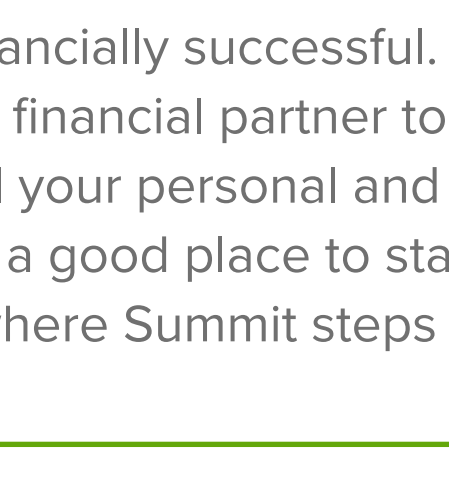 ancially successful.
financial partner to
your personal and
a good place to sta
here Summit steps